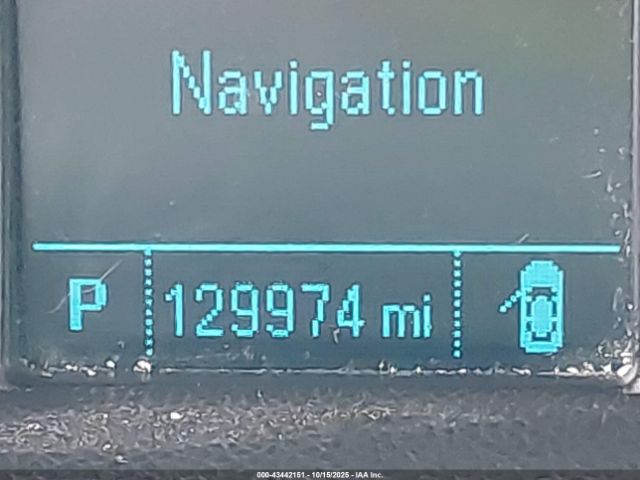 Navigation
P 129974 mi
000-43442151 - 10/15/2025 - IAA Inc.